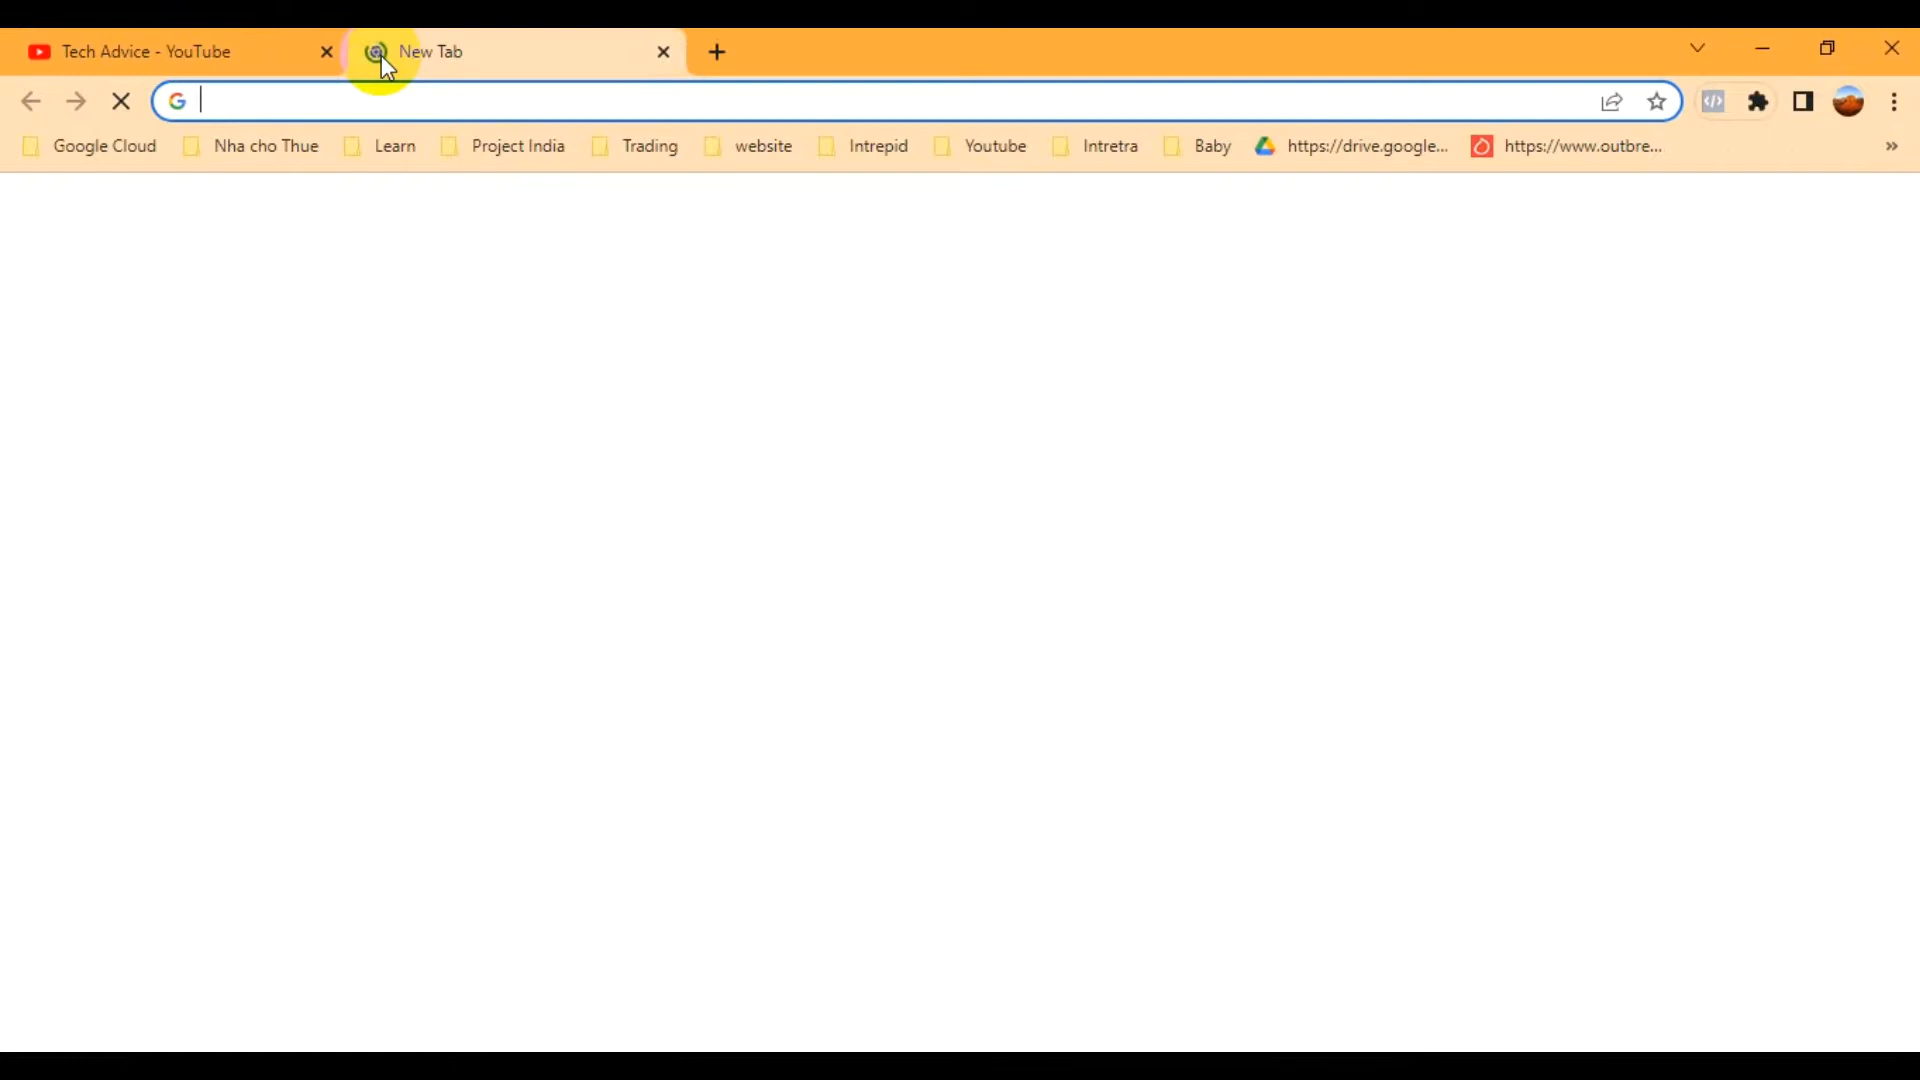 Tech Advice - YouTube
New Tab
Google Cloud Nha cho Thue Learn Project India Trading website Intrepid Youtube Intretra Baby https://drive.google... https://www.outbre...